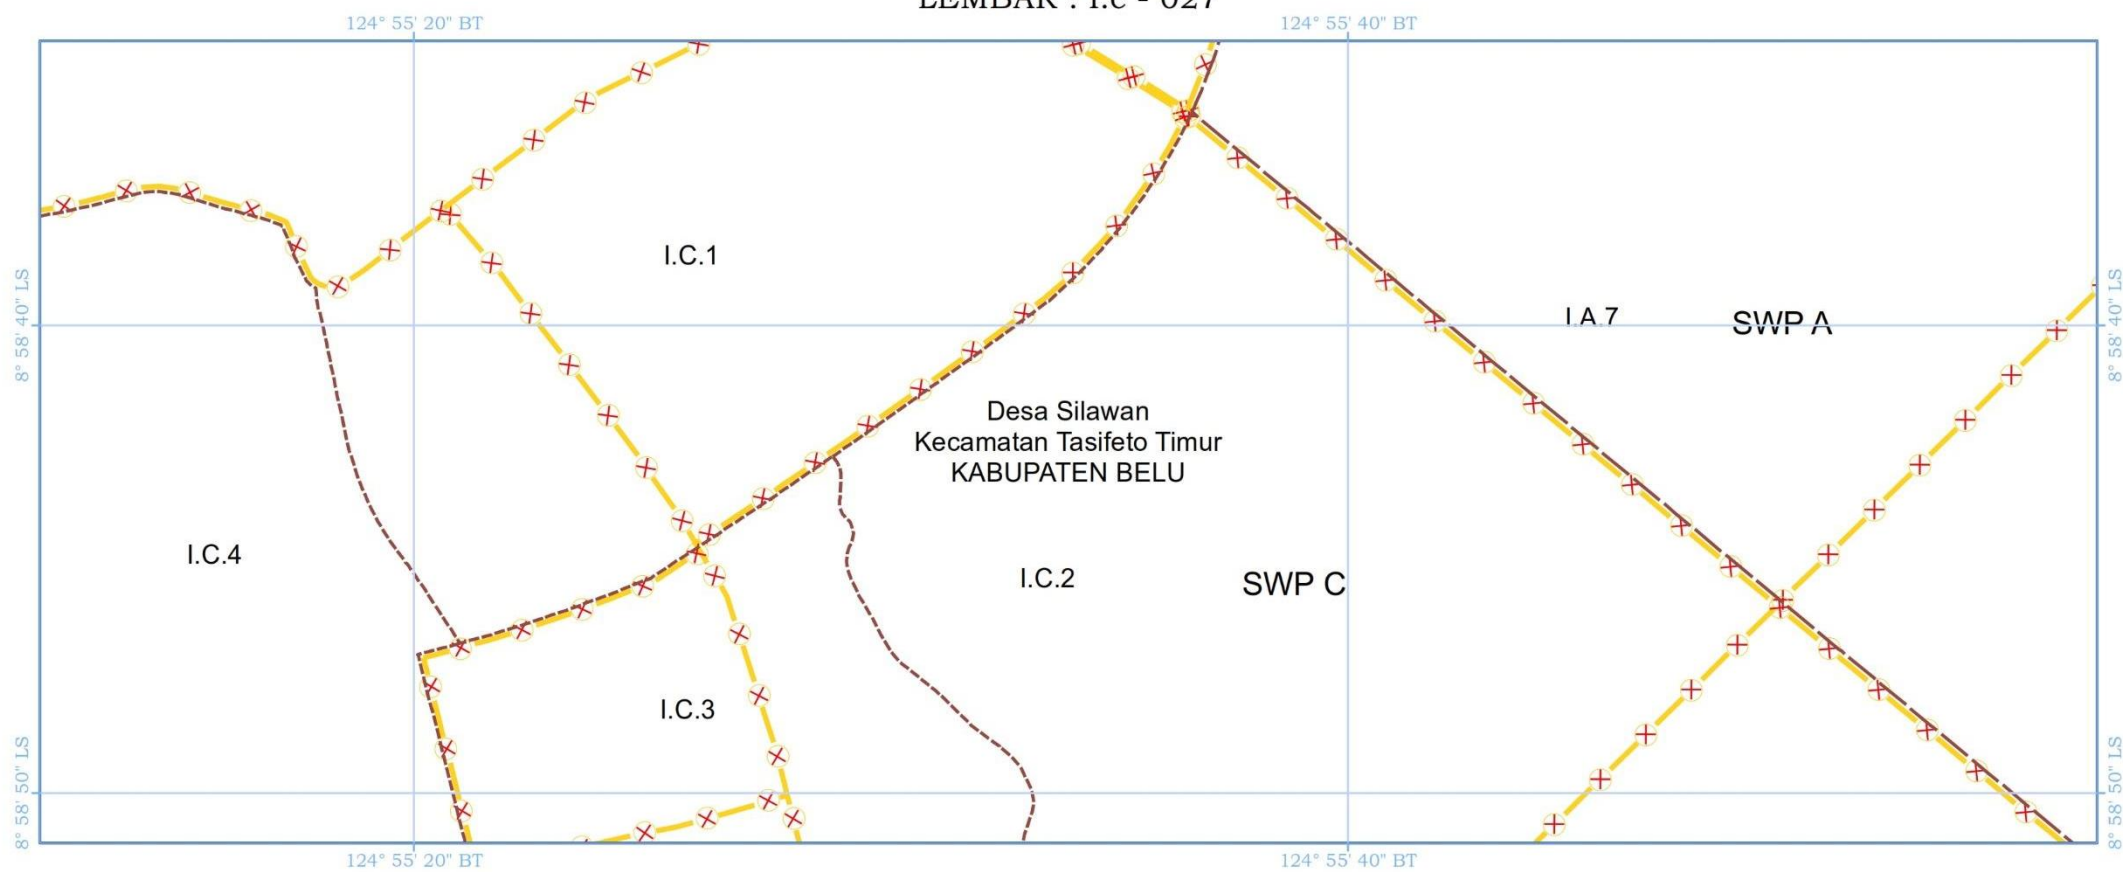 LEMBAR : I.c - 027
124° 55' 20" BT
124° 55' 40" BT
I.C.1
8° 58' 40" LS
I.A.7
SWP A
8° 58' 40" LS
Desa Silawan
Kecamatan Tasifeto Timur
KABUPATEN BELU
I.C.4
I.C.2
SWP C
I.C.3
8° 58' 50" LS
8° 58' 50" LS
124° 55' 20" BT
124° 55' 40" BT